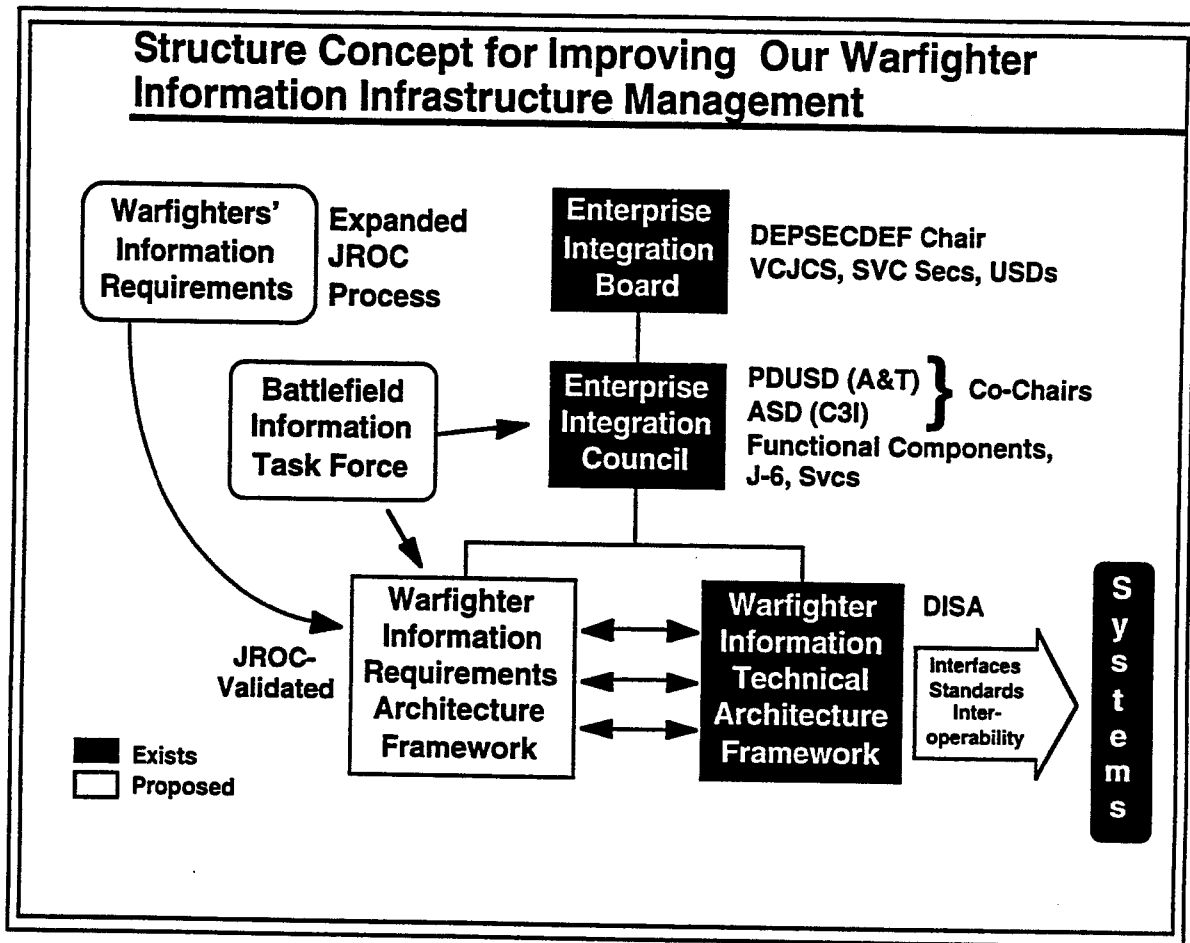 Structure Concept for Improving Our Warfighter
Information Infrastructure Management
Warfighters'
Information
Requirements
Expanded
JROC
Process
Enterprise
Integration
Board
DEPSECDEF Chair
VCJCS, SVC Secs, USDs
Battlefield
Information
Task Force
Enterprise
Integration
Council
PDUSD (A&T)
ASD (C3I)
} Co-Chairs
Functional Components,
J-6, Svcs
JROC-
Validated
Warfighter
Information
Requirements
Architecture
Framework
Warfighter
Information
Technical
Architecture
Framework
DISA
Interfaces
Standards
Inter-
operability
Systems
Exists
Proposed